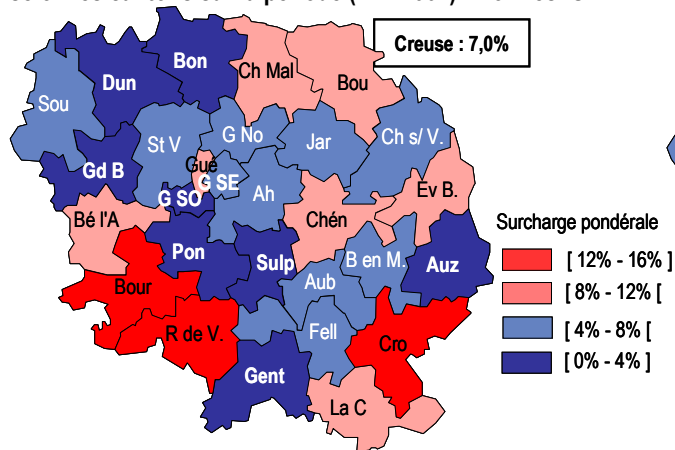 Creuse : 7,0%
Bon
Ch Mal
Dun
Bou
Sou
St V
G No
Jar
Ch s/ V.
Gué
Gd B
G SE
Ev B.
G SO
Ah
Bé l'A
Chén
Surcharge pondérale
Pon
Sulp
B en M.
Auz
[ 12% - 16% ]
Bour
Aub
[ 8% - 12% [
R de V.
Fell
Cro
[ 4% - 8% [
[ 0% - 4% ]
Gent
La C